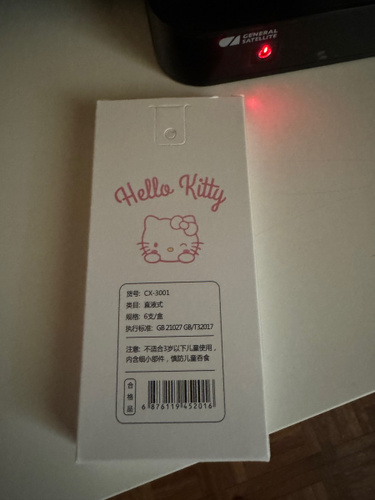 GENERAL
SATELLITE
Hello Kitty
货号: CX-3001
类目: 直液式
规格: 6支/盒
执行标准: GB 21027 GB/T32017
注意: 不适合3岁以下儿童使用,
内含细小部件，慎防儿童吞食
合格品
6 876119 452016